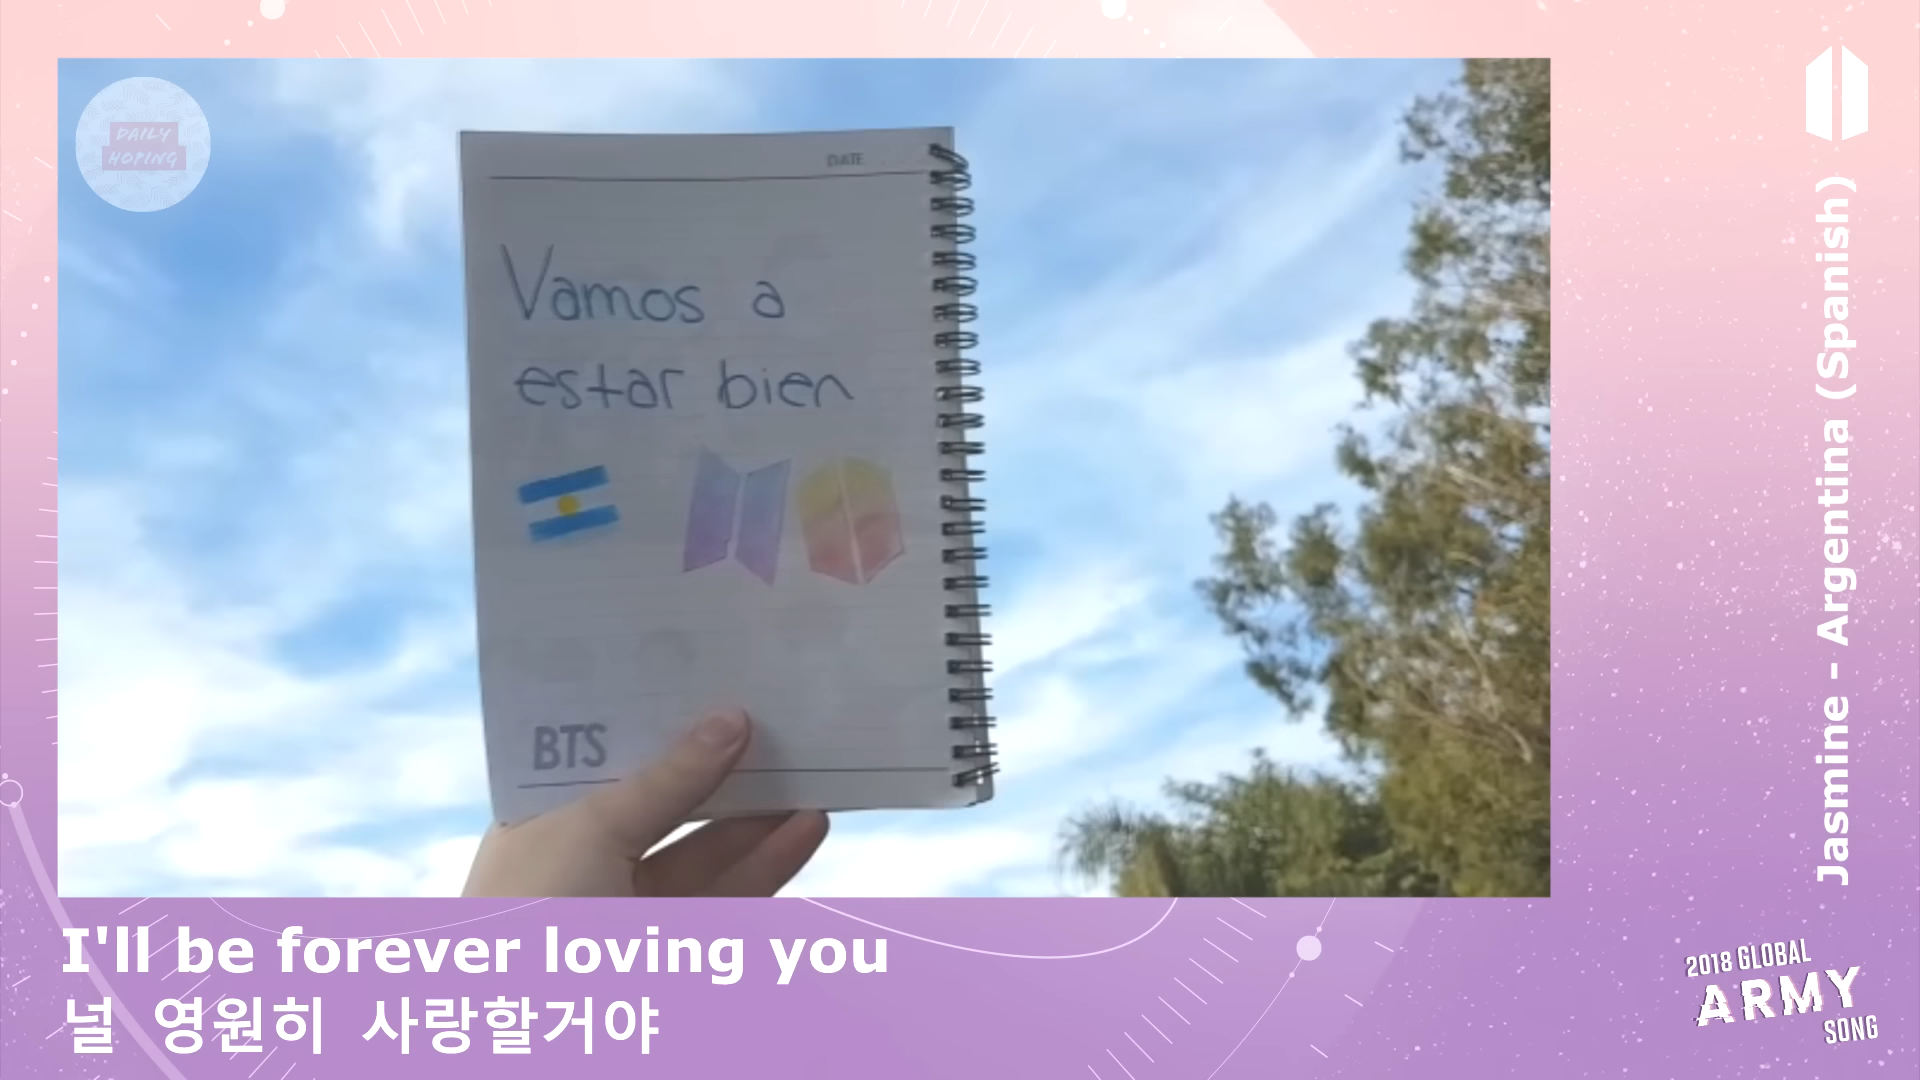 DAILY
HOPING
DATE
Vamos a
estar bien
BTS
Jasmine - Argentina (Spanish)
I'll be forever loving you
널 영원히 사랑할거야
2018 GLOBAL
ARMY
SONG